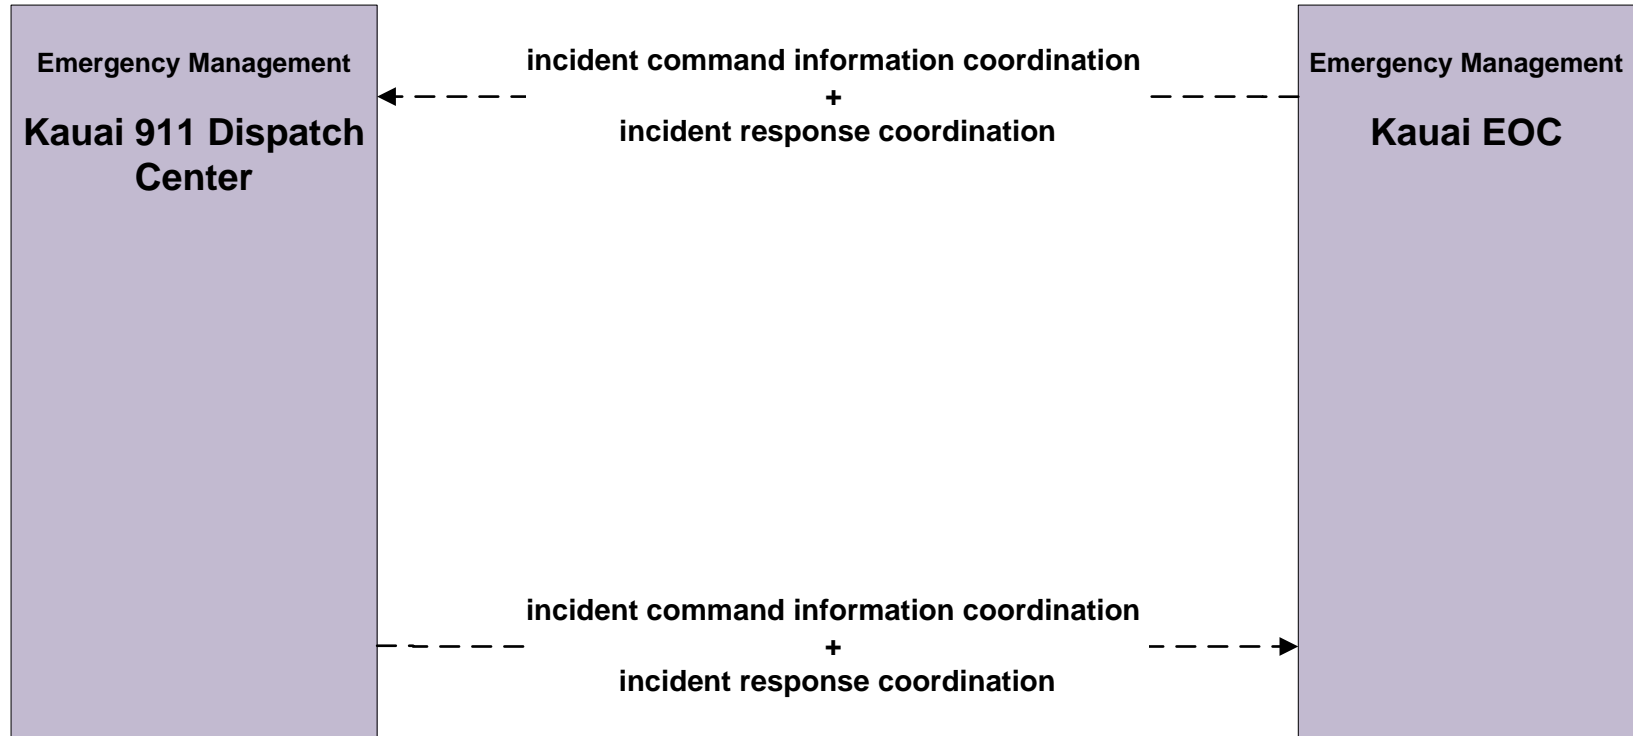 Emergency Management
Kauai 911 Dispatch
Center
incident command information coordination
+
incident response coordination
Emergency Management
Kauai EOC
incident command information coordination
+
incident response coordination